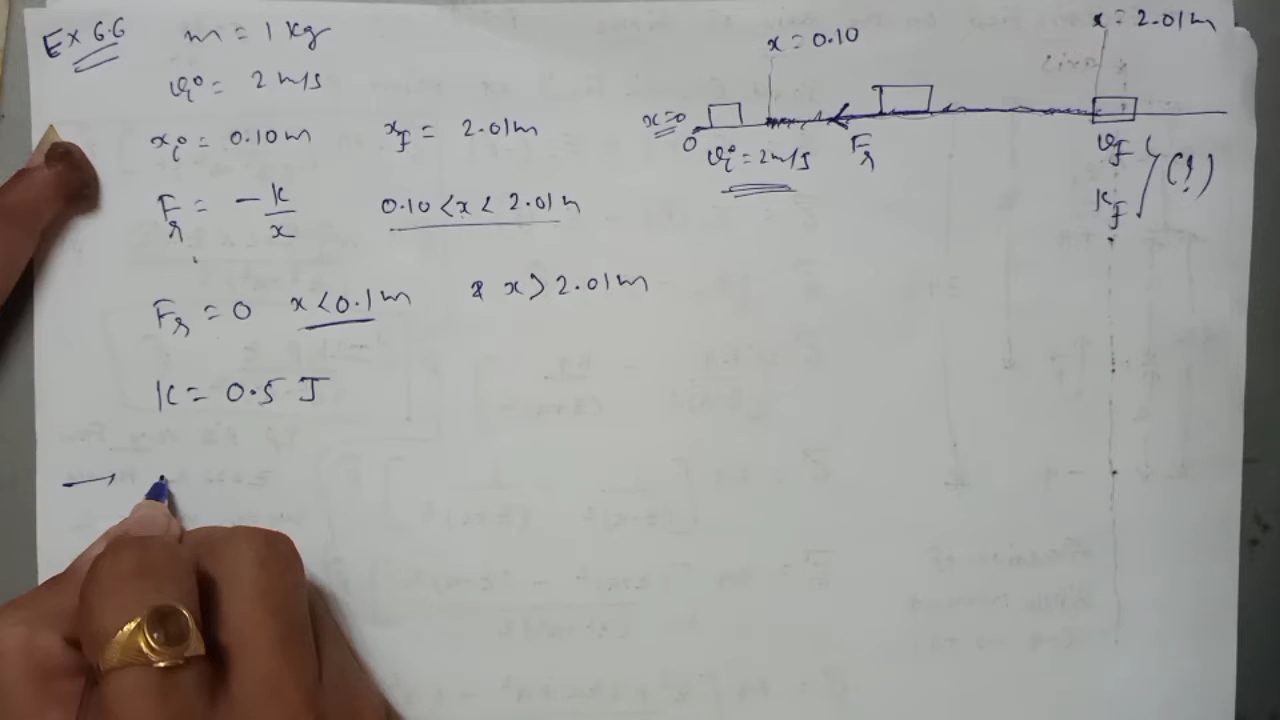 Ex 6.6 m = 1 kg
vi = 2 m/s
xi = 0.10 m xf = 2.01 m
Fr = -k/x 0.10 < x < 2.01 m
Fr = 0 x < 0.1 m & x > 2.01 m
k = 0.5 J
x = 0.10 x = 2.01 m
x=0
0 vi = 2 m/s Fr vf
kf (?)